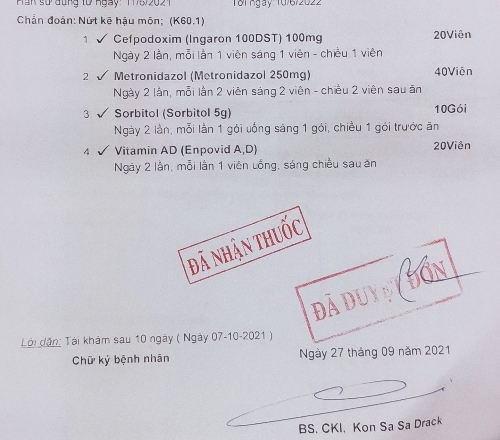 Hạn sử dụng từ ngày: 11/6/2021 Tới ngày 10/6/2022
Chẩn đoán: Nứt kẽ hậu môn; (K60.1)
1 ✓ Cefpodoxim (Ingaron 100DST) 100mg 20Viên
Ngày 2 lần, mỗi lần 1 viên sáng 1 viên - chiều 1 viên
2 ✓ Metronidazol (Metronidazol 250mg) 40Viên
Ngày 2 lần, mỗi lần 2 viên sáng 2 viên - chiều 2 viên sau ăn
3 ✓ Sorbitol (Sorbitol 5g) 10Gói
Ngày 2 lần, mỗi lần 1 gói uống sáng 1 gói, chiều 1 gói trước ăn
4 ✓ Vitamin AD (Enpovid A,D) 20Viên
Ngày 2 lần, mỗi lần 1 viên uống, sáng chiều sau ăn
ĐÃ NHẬN THUỐC
ĐÃ DUYỆT ĐƠN
Lời dặn: Tái khám sau 10 ngày ( Ngày 07-10-2021 )
Chữ ký bệnh nhân
Ngày 27 tháng 09 năm 2021
BS. CKI. Kon Sa Sa Drack